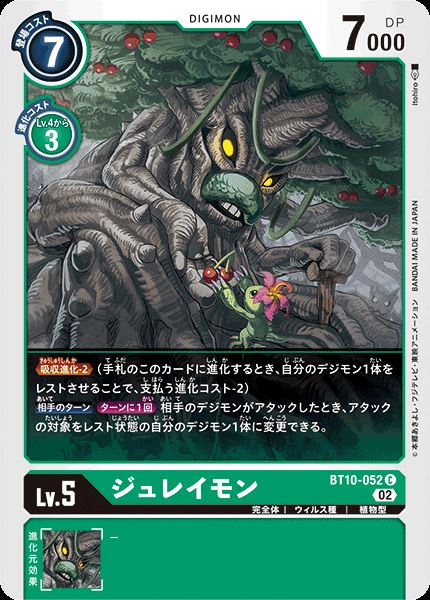 登場コスト
7
DIGIMON
7000
DP
進化コスト
Lv.4から
3
Itohiro
©本郷あきよし・フジテレビ・東映アニメーション BANDAI MADE IN JAPAN
吸収進化-2 (手札のこのカードに進化するとき、自分のデジモン1体を
レストさせることで、支払う進化コスト-2)
相手のターン ターンに1回 相手のデジモンがアタックしたとき、アタック
の対象をレスト状態の自分のデジモン1体に変更できる。
Lv.5
ジュレイモン
BT10-052 C
02
完全体 | ウィルス種 | 植物型
進化元効果
-